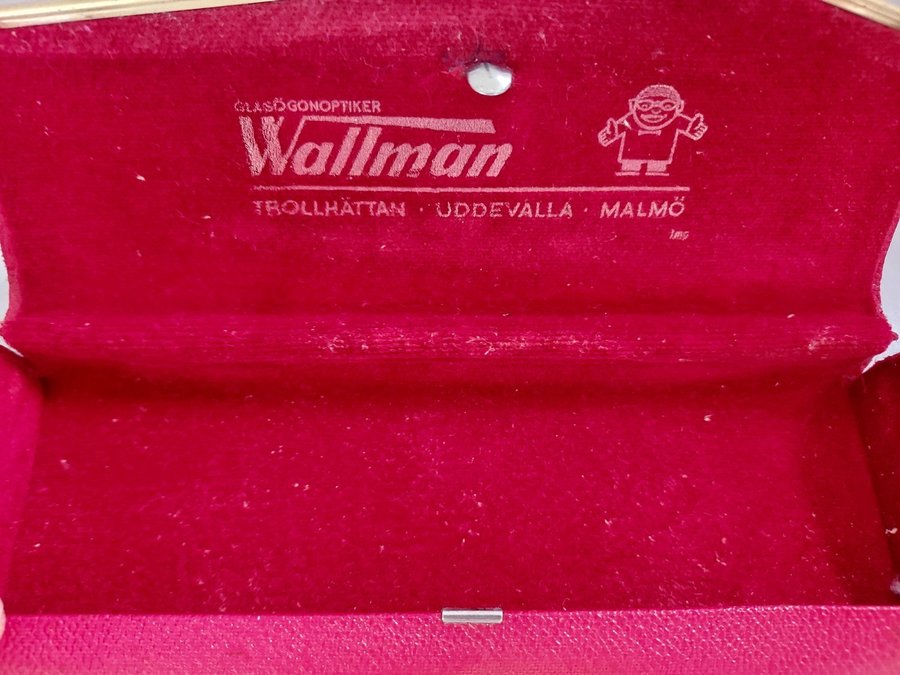 GLASÖGONOPTIKER
Wallman
TROLLHÄTTAN · UDDEVALLA · MALMÖ